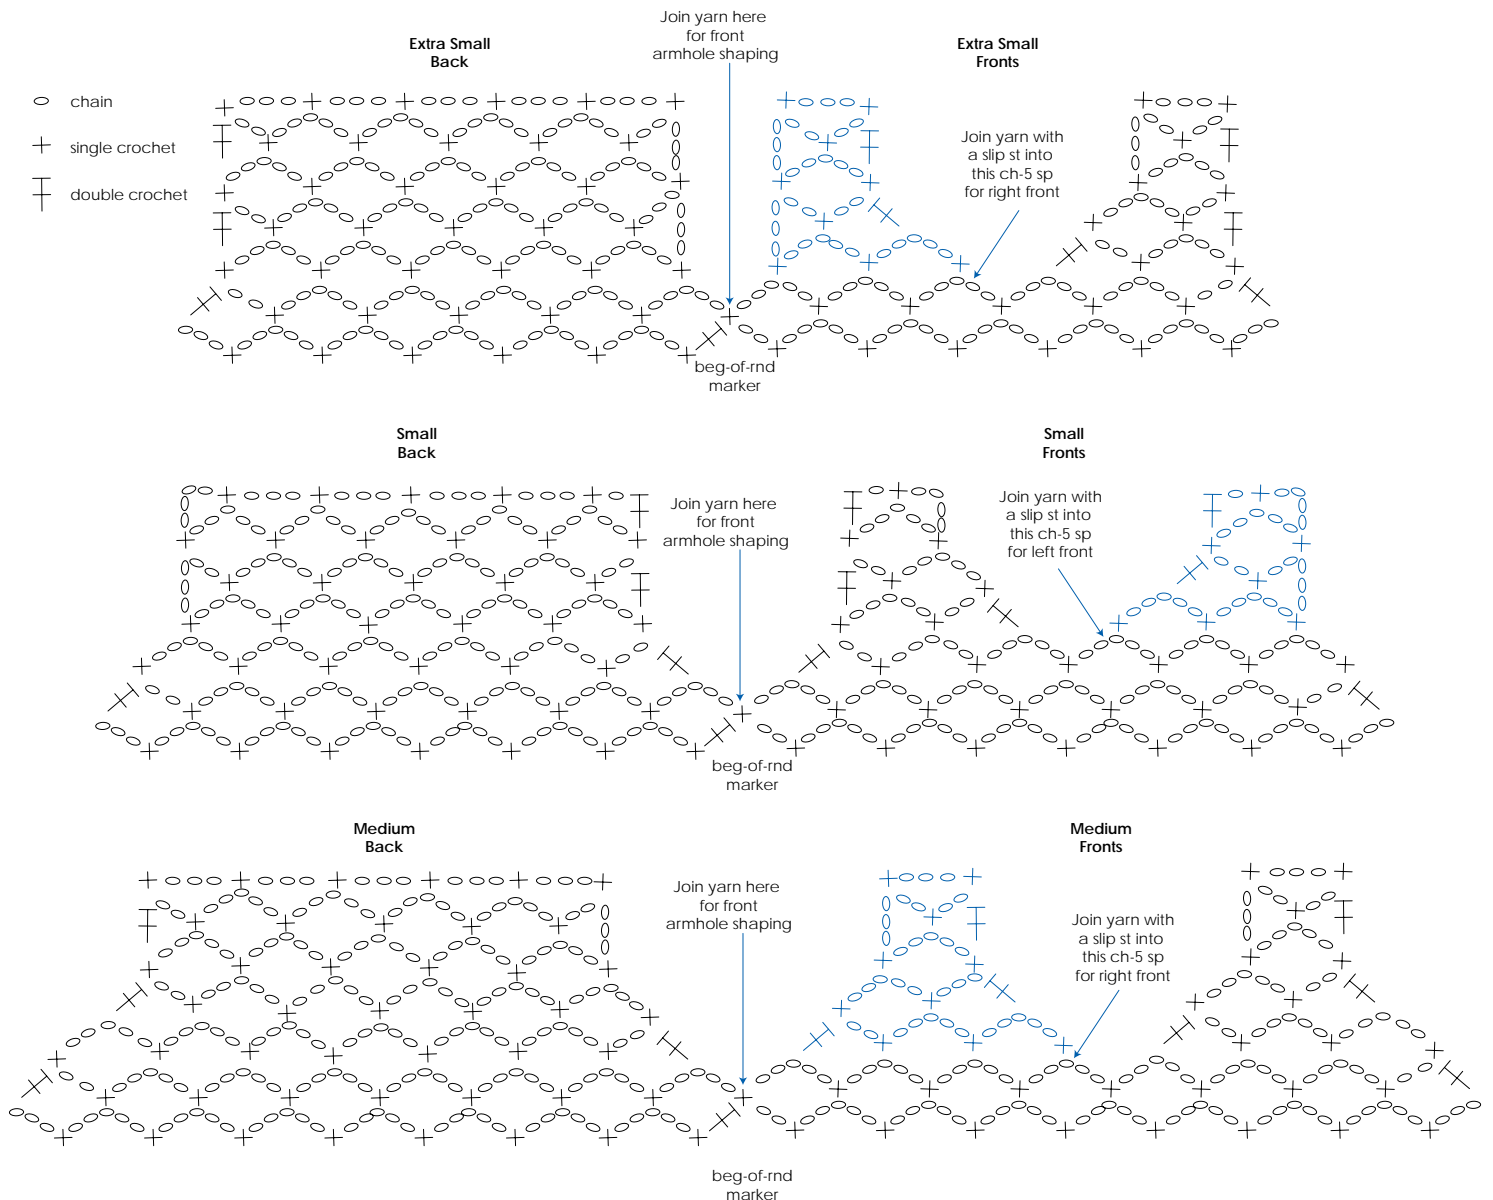 Join yarn here
for front
armhole shaping
Extra Small
Back
Extra Small
Fronts
chain
single crochet
double crochet
Join yarn with
a slip st into
this ch-5 sp
for right front
beg-of-rnd
marker
Small
Back
Small
Fronts
Join yarn here
for front
armhole shaping
Join yarn with
a slip st into
this ch-5 sp
for left front
beg-of-rnd
marker
Medium
Back
Medium
Fronts
Join yarn here
for front
armhole shaping
Join yarn with
a slip st into
this ch-5 sp
for right front
beg-of-rnd
marker